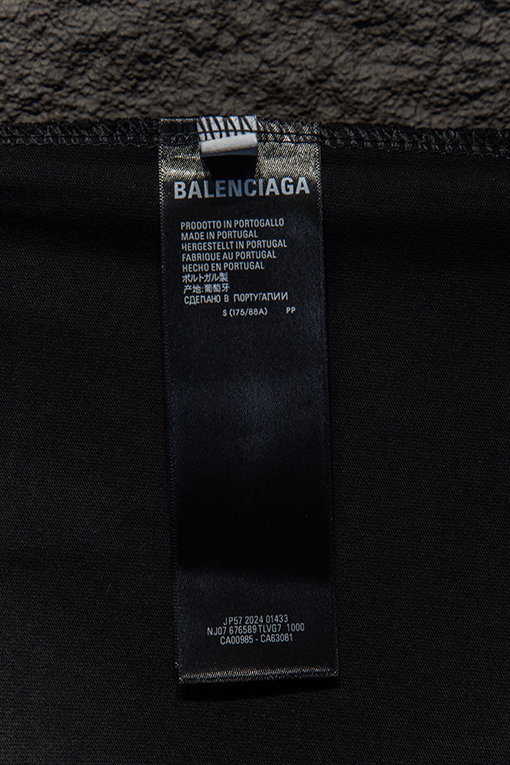 BALENCIAGA
PRODOTTO IN PORTOGALLO
MADE IN PORTUGAL
HERGESTELLT IN PORTUGAL
FABRIQUE AU PORTUGAL
HECHO EN PORTUGAL
ポルトガル製
产地:葡萄牙
СДЕЛАНО В ПОРТУГАЛИИ
S (175/88A) PP
JP57 2024 01433
NJ07 676589 TLVG7 1000
CA00985 - CA63081